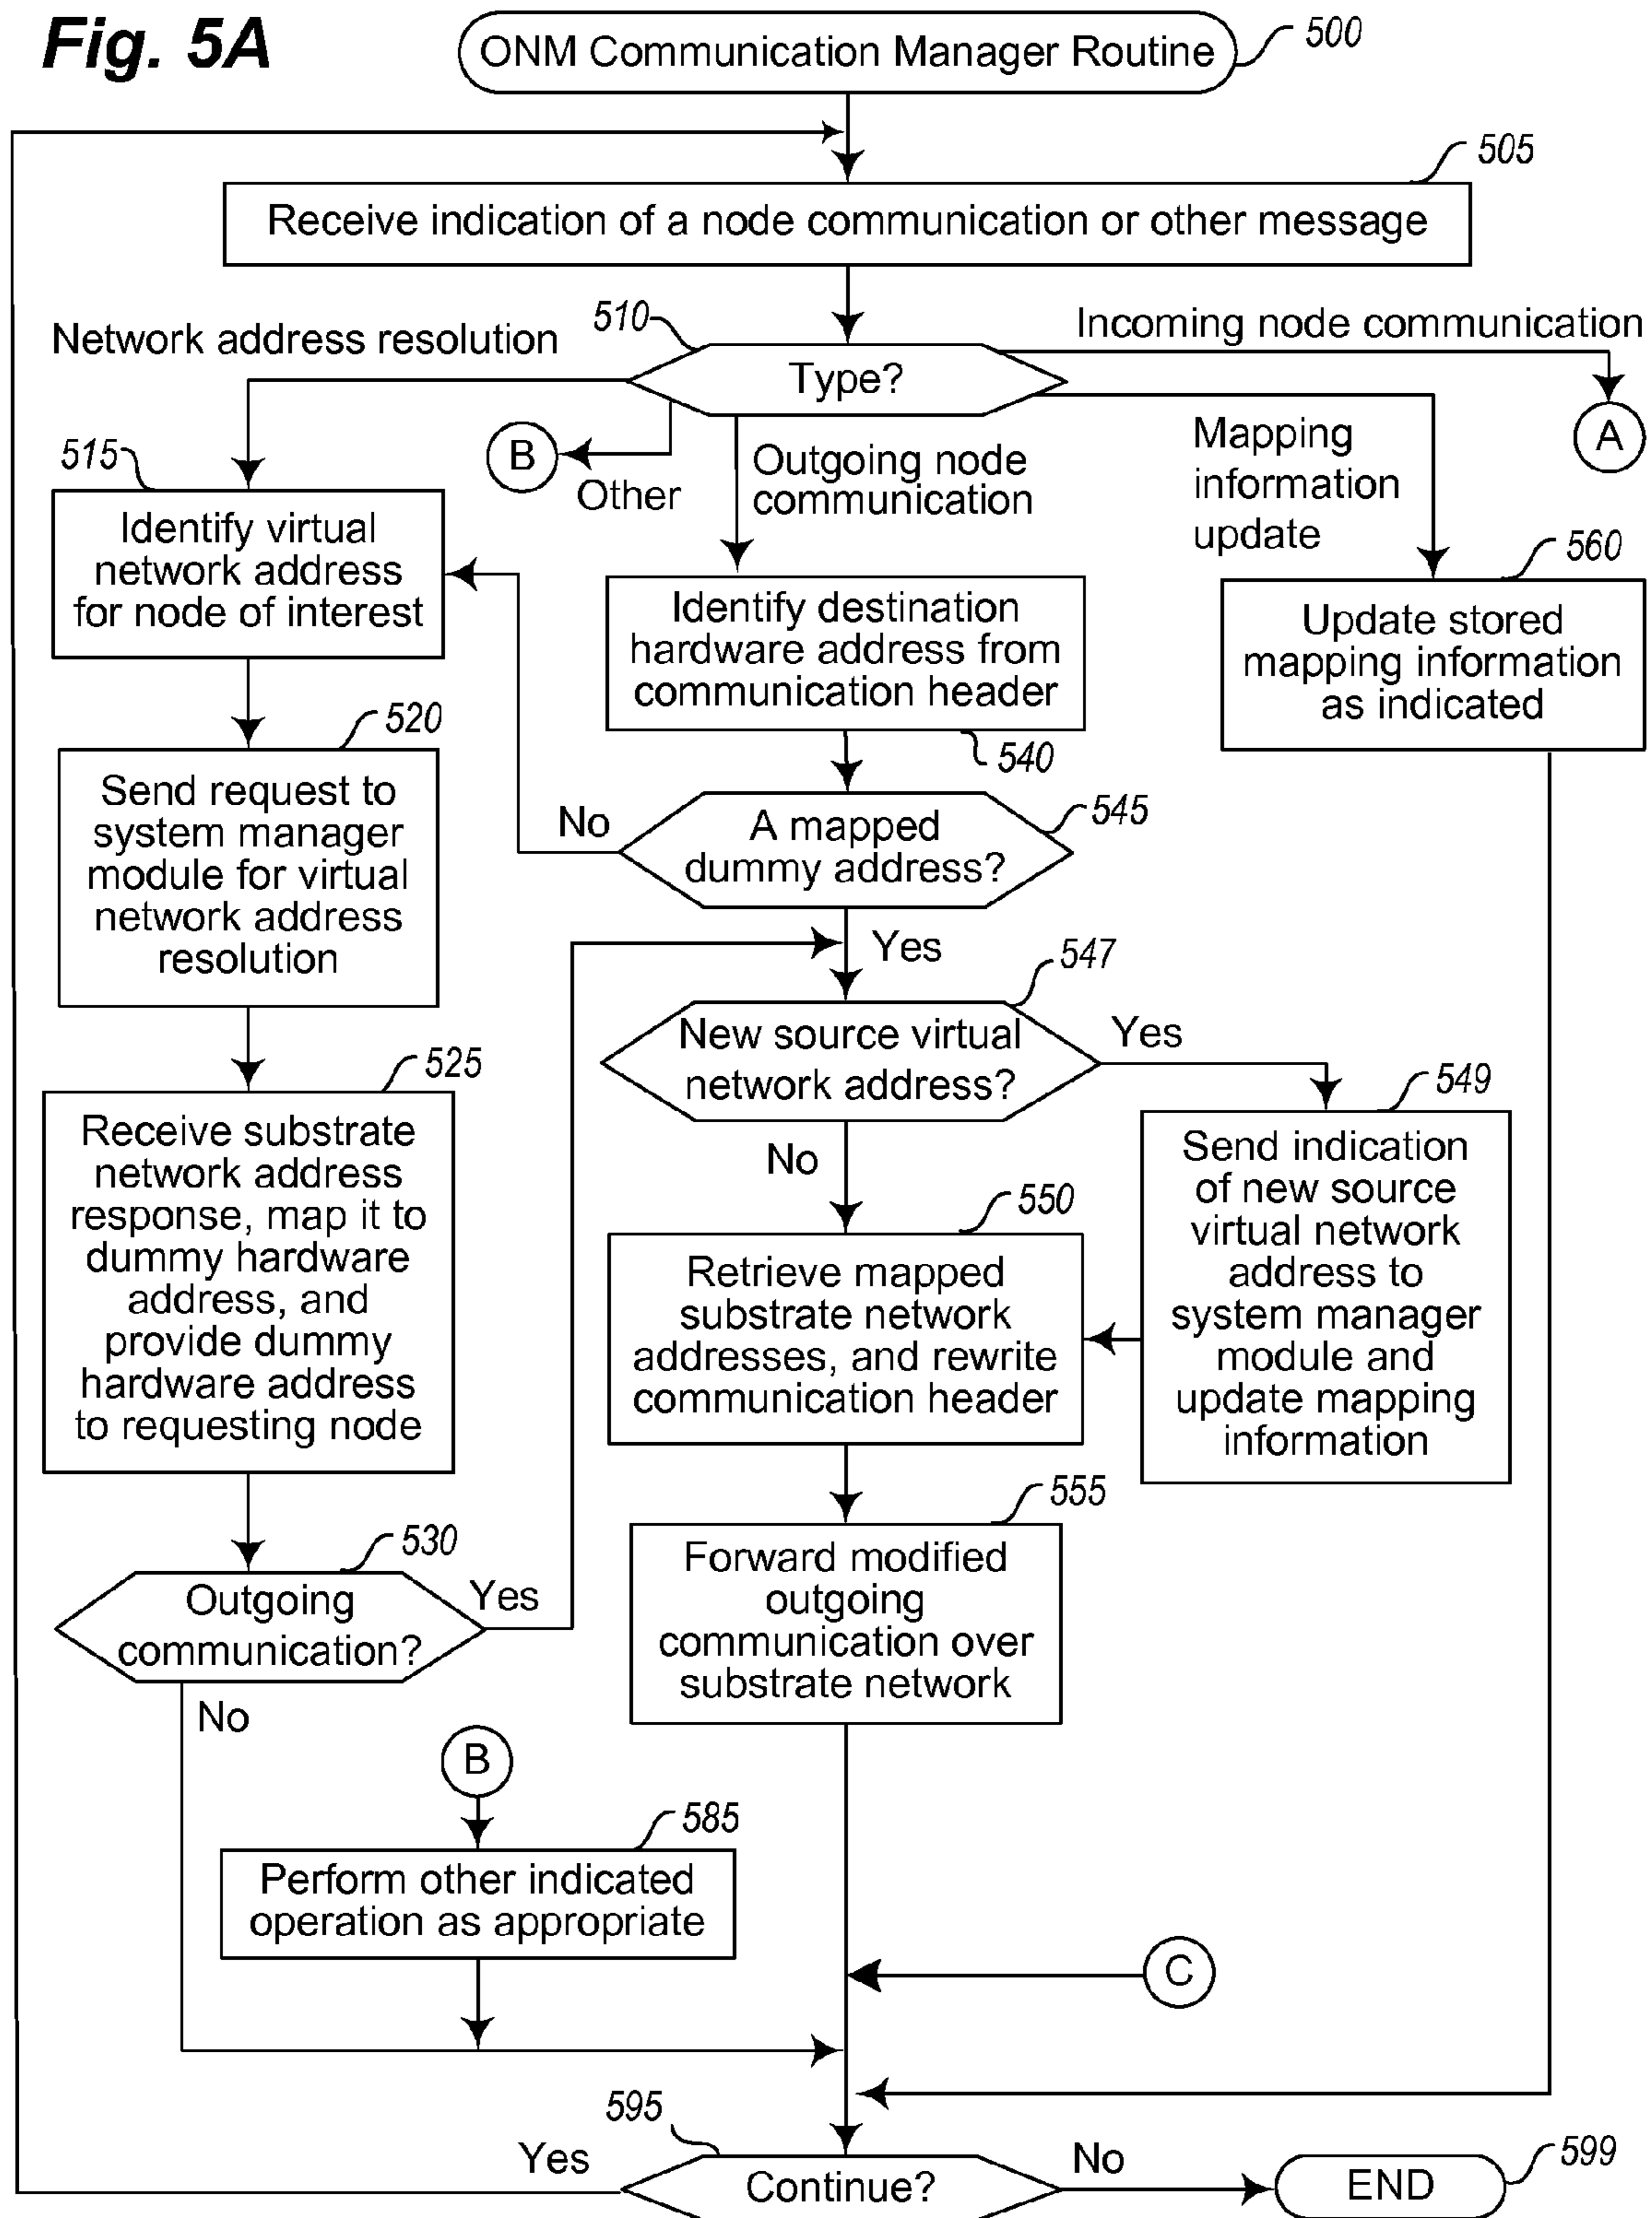 Fig. 5A
ONM Communication Manager Routine
500
505
Receive indication of a node communication or other message
Network address resolution
510
Incoming node communication
Type?
A
B
Other
Outgoing node
communication
Mapping
information
update
515
Identify virtual
network address
for node of interest
Identify destination
hardware address from
communication header
540
560
Update stored
mapping information
as indicated
520
Send request to
system manager
module for virtual
network address
resolution
No
A mapped
dummy address?
545
Yes
547
New source virtual
network address?
Yes
No
549
Send indication
of new source
virtual network
address to
system manager
module and
update mapping
information
525
Receive substrate
network address
response, map it to
dummy hardware
address, and
provide dummy
hardware address
to requesting node
550
Retrieve mapped
substrate network
addresses, and rewrite
communication header
555
Forward modified
outgoing
communication over
substrate network
530
Outgoing
communication?
Yes
No
B
585
Perform other indicated
operation as appropriate
C
595
Yes
Continue?
No
END
599